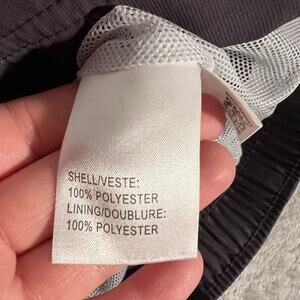 SHELL/VESTE:
100% POLYESTER
LINING/DOUBLURE:
100% POLYESTER